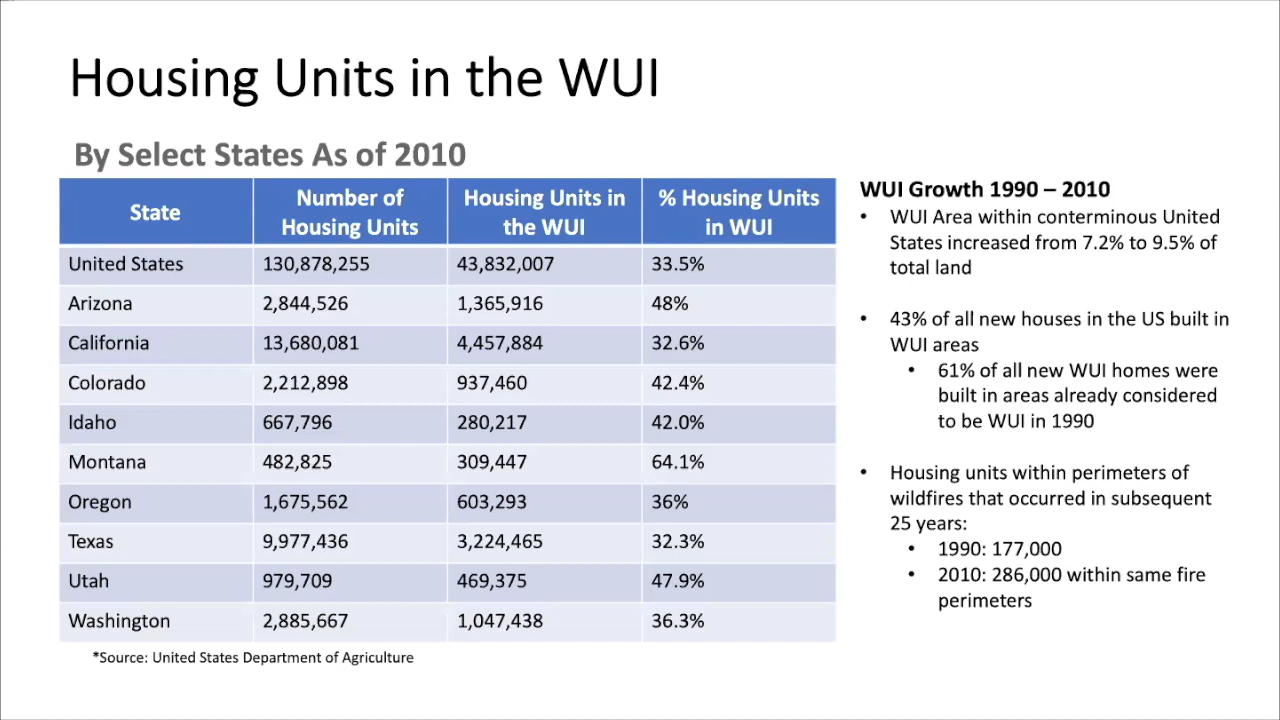 Housing Units in the WUI
By Select States As of 2010
State
Number of
Housing Units
Housing Units in
the WUI
% Housing Units
in WUI
United States 130,878,255 43,832,007 33.5%
Arizona 2,844,526 1,365,916 48%
California 13,680,081 4,457,884 32.6%
Colorado 2,212,898 937,460 42.4%
Idaho 667,796 280,217 42.0%
Montana 482,825 309,447 64.1%
Oregon 1,675,562 603,293 36%
Texas 9,977,436 3,224,465 32.3%
Utah 979,709 469,375 47.9%
Washington 2,885,667 1,047,438 36.3%
*Source: United States Department of Agriculture
WUI Growth 1990 – 2010
• WUI Area within conterminous United
States increased from 7.2% to 9.5% of
total land
• 43% of all new houses in the US built in
WUI areas
• 61% of all new WUI homes were
built in areas already considered
to be WUI in 1990
• Housing units within perimeters of
wildfires that occurred in subsequent
25 years:
• 1990: 177,000
• 2010: 286,000 within same fire
perimeters